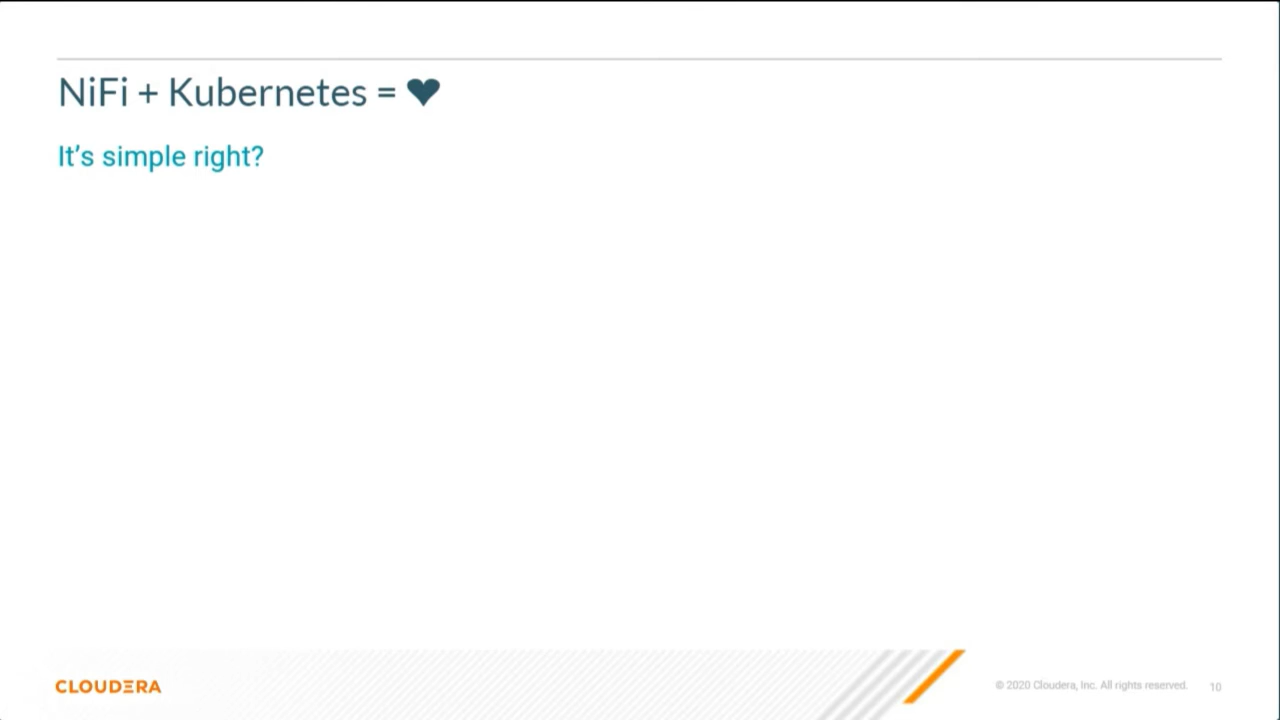 NiFi + Kubernetes = ♥
It’s simple right?
CLOUDERA
© 2020 Cloudera, Inc. All rights reserved. 10